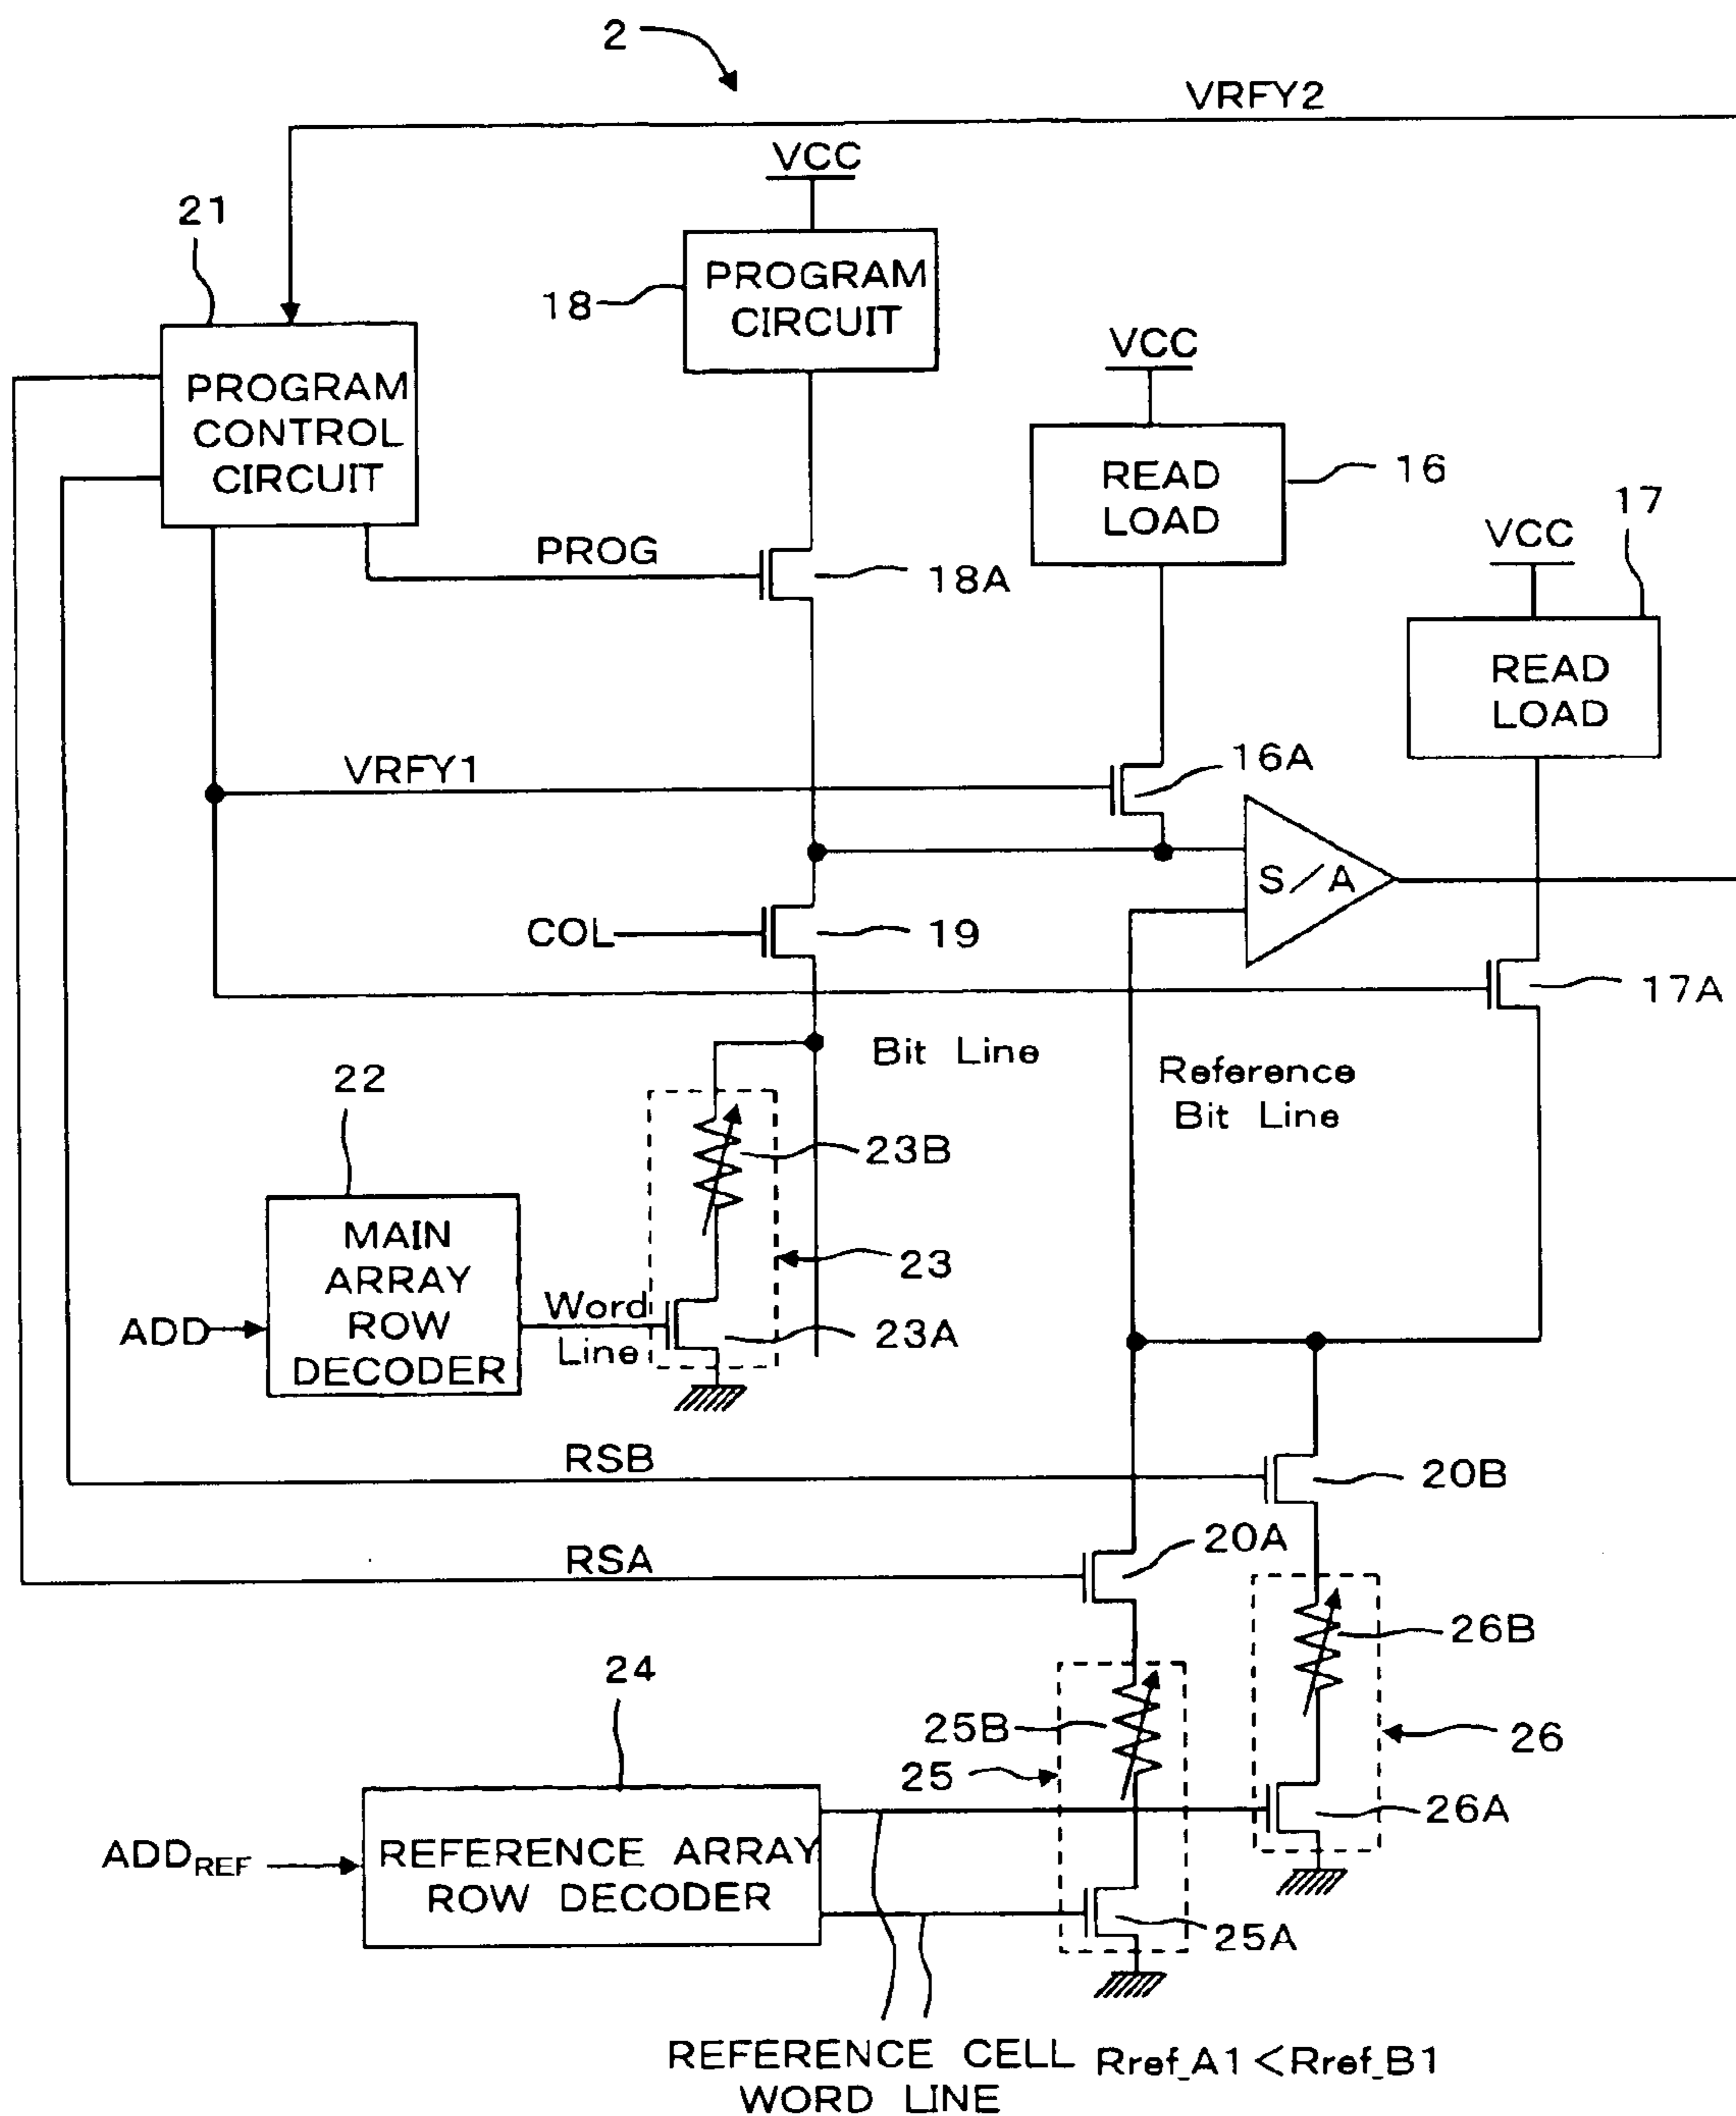 2
VRFY2
VCC
21
PROGRAM
CIRCUIT
18
VCC
PROGRAM
CONTROL
CIRCUIT
READ
LOAD
16
17
VCC
PROG
18A
READ
LOAD
VRFY1
16A
S/A
COL
19
17A
Bit Line
22
Reference
Bit Line
23B
MAIN
ARRAY
ROW
DECODER
23
ADD
Word
Line
23A
RSB
20B
20A
RSA
26B
24
25B
26
25
26A
ADDREF
REFERENCE ARRAY
ROW DECODER
25A
REFERENCE CELL
WORD LINE
Rref_A1<Rref_B1